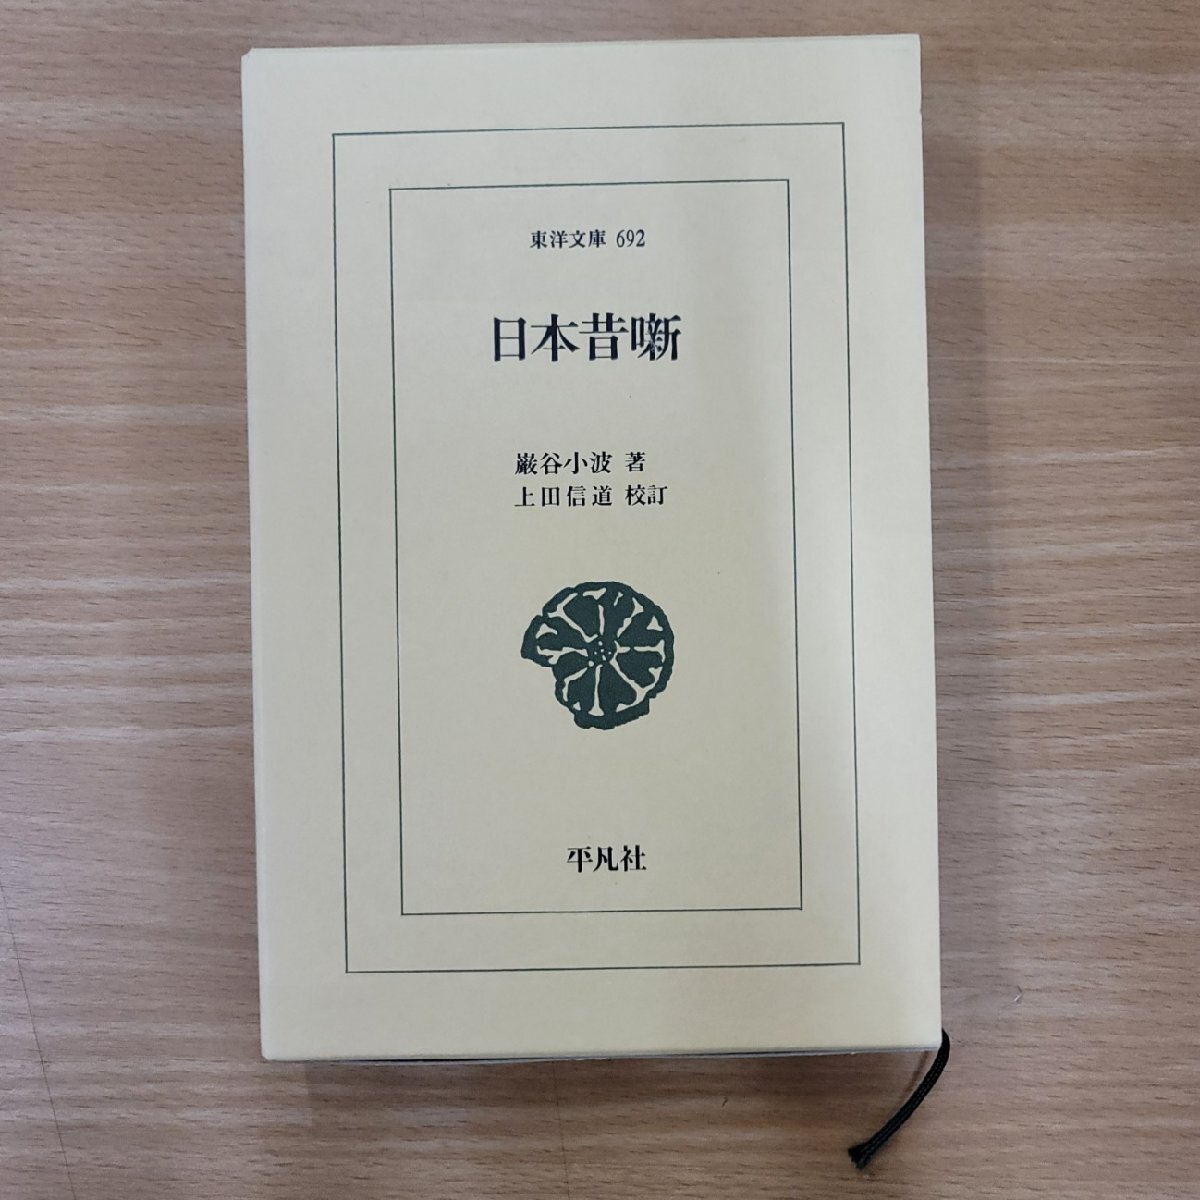 東洋文庫 692
日本昔噺
巌谷小波 著
上田信道 校訂
平凡社